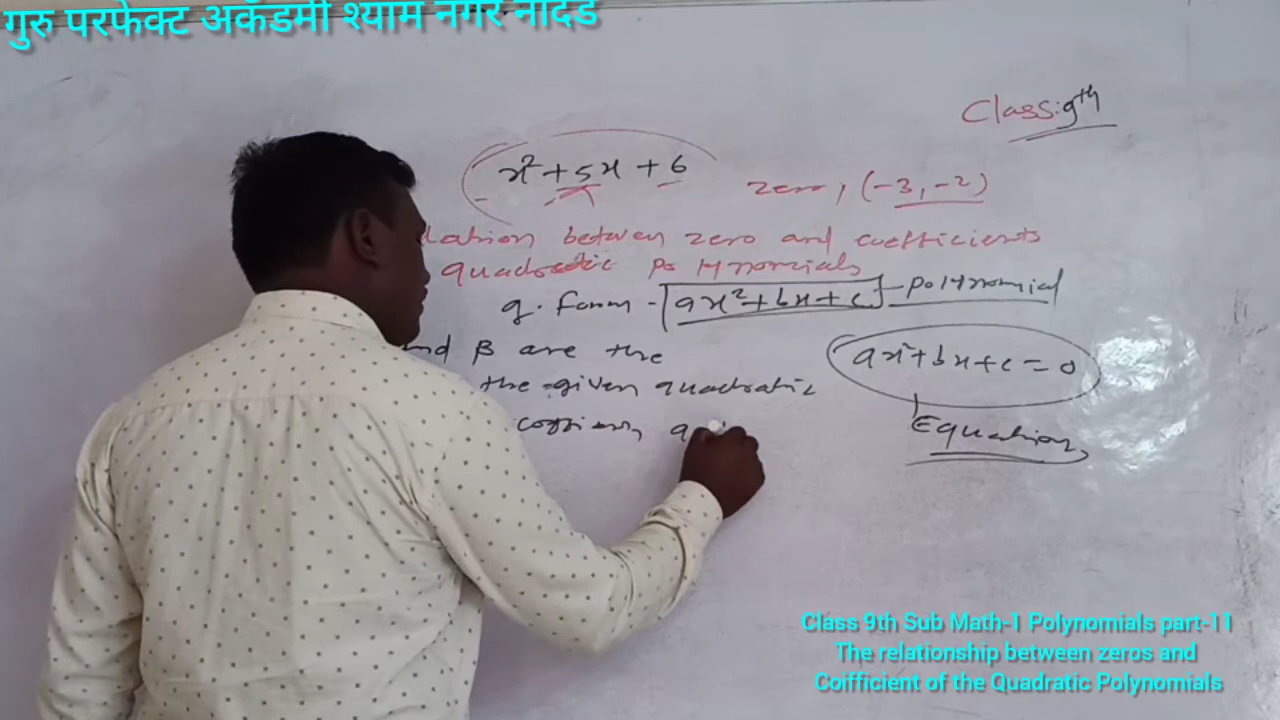 गुरु परफेक्ट अकॅडमी श्याम नगर नांदेड
Class:9th
x²+5x+6
zero, (-3, -2)
lation betwen zero and coefficients
quadratic Polynomials
g. form - ax²+bx+c - Polynomial
nd β are the
the given quadratic
ax²+bx+c=0
Equation
Class 9th Sub Math-1 Polynomials part-11
The relationship between zeros and
Coifficient of the Quadratic Polynomials